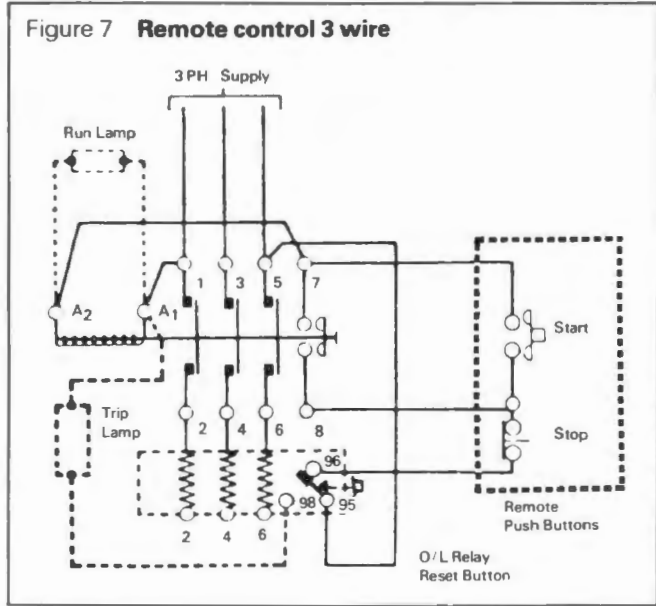 Figure 7 Remote control 3 wire
3 PH Supply
Run Lamp
1 3 5 7
A2 A1
Start
Trip
Lamp
2 4 6 8
Stop
96
98 95
2 4 6
Remote
Push Buttons
O/L Relay
Reset Button